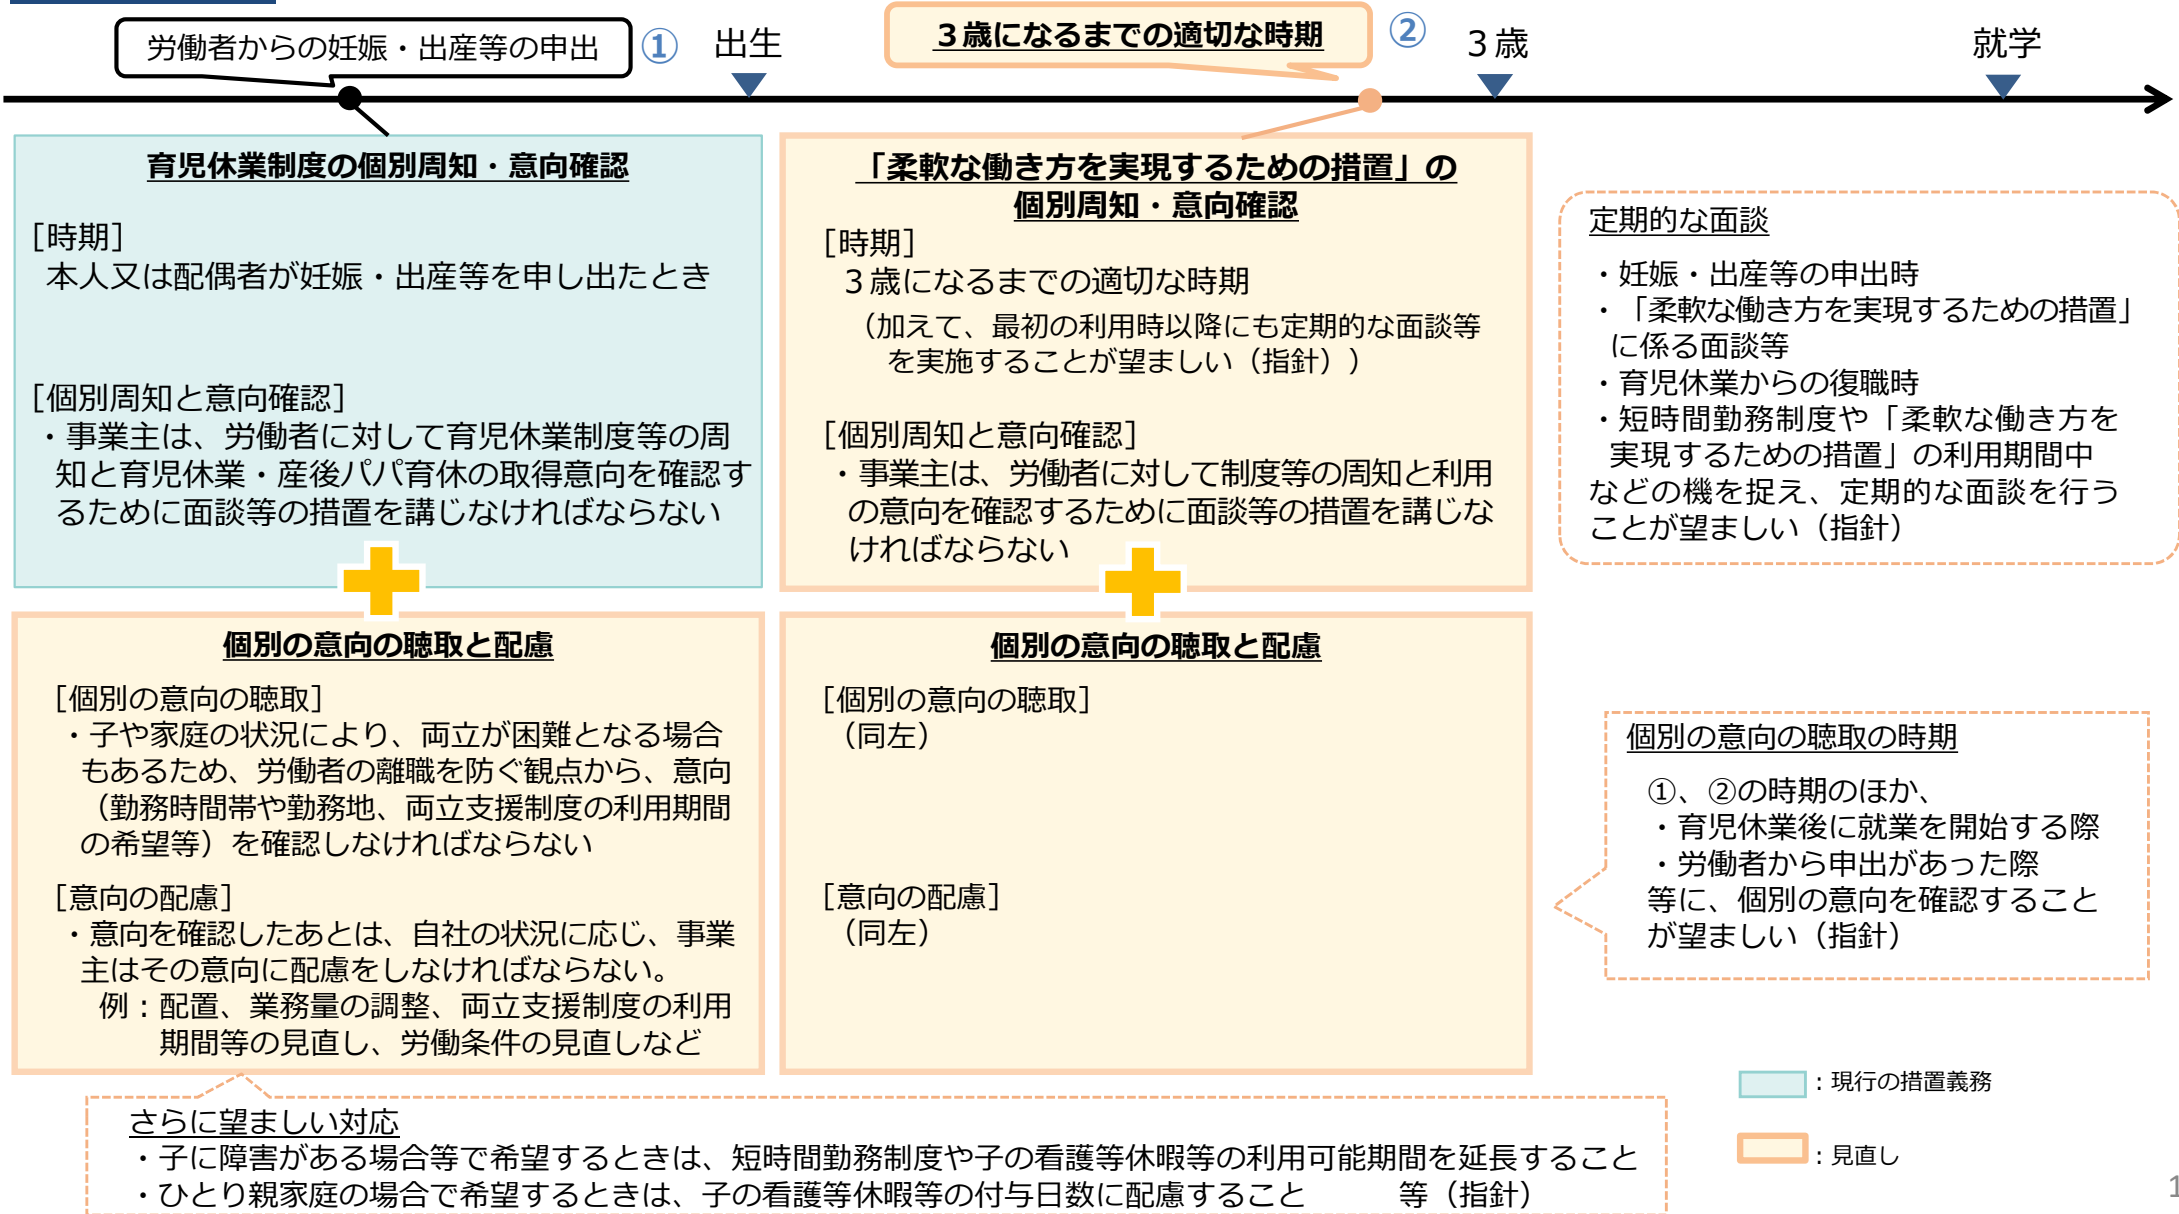 労働者からの妊娠・出産等の申出
①
出生
３歳になるまでの適切な時期
②
３歳
就学
育児休業制度の個別周知・意向確認
［時期］
本人又は配偶者が妊娠・出産等を申し出たとき
［個別周知と意向確認］
・事業主は、労働者に対して育児休業制度等の周
知と育児休業・産後パパ育休の取得意向を確認す
るために面談等の措置を講じなければならない
「柔軟な働き方を実現するための措置」の
個別周知・意向確認
［時期］
３歳になるまでの適切な時期
（加えて、最初の利用時以降にも定期的な面談等
を実施することが望ましい（指針））
［個別周知と意向確認］
・事業主は、労働者に対して制度等の周知と利用
の意向を確認するために面談等の措置を講じな
ければならない
定期的な面談
・妊娠・出産等の申出時
・「柔軟な働き方を実現するための措置」
に係る面談等
・育児休業からの復職時
・短時間勤務制度や「柔軟な働き方を
実現するための措置」の利用期間中
などの機を捉え、定期的な面談を行う
ことが望ましい（指針）
個別の意向の聴取と配慮
［個別の意向の聴取］
・子や家庭の状況により、両立が困難となる場合
もあるため、労働者の離職を防ぐ観点から、意向
（勤務時間帯や勤務地、両立支援制度の利用期間
の希望等）を確認しなければならない
［意向の配慮］
・意向を確認したあとは、自社の状況に応じ、事業
主はその意向に配慮をしなければならない。
例：配置、業務量の調整、両立支援制度の利用
期間等の見直し、労働条件の見直しなど
個別の意向の聴取と配慮
［個別の意向の聴取］
（同左）
［意向の配慮］
（同左）
個別の意向の聴取の時期
①、②の時期のほか、
・育児休業後に就業を開始する際
・労働者から申出があった際
等に、個別の意向を確認すること
が望ましい（指針）
さらに望ましい対応
・子に障害がある場合等で希望するときは、短時間勤務制度や子の看護等休暇等の利用可能期間を延長すること
・ひとり親家庭の場合で希望するときは、子の看護等休暇等の付与日数に配慮すること　　　等（指針）
：現行の措置義務
：見直し